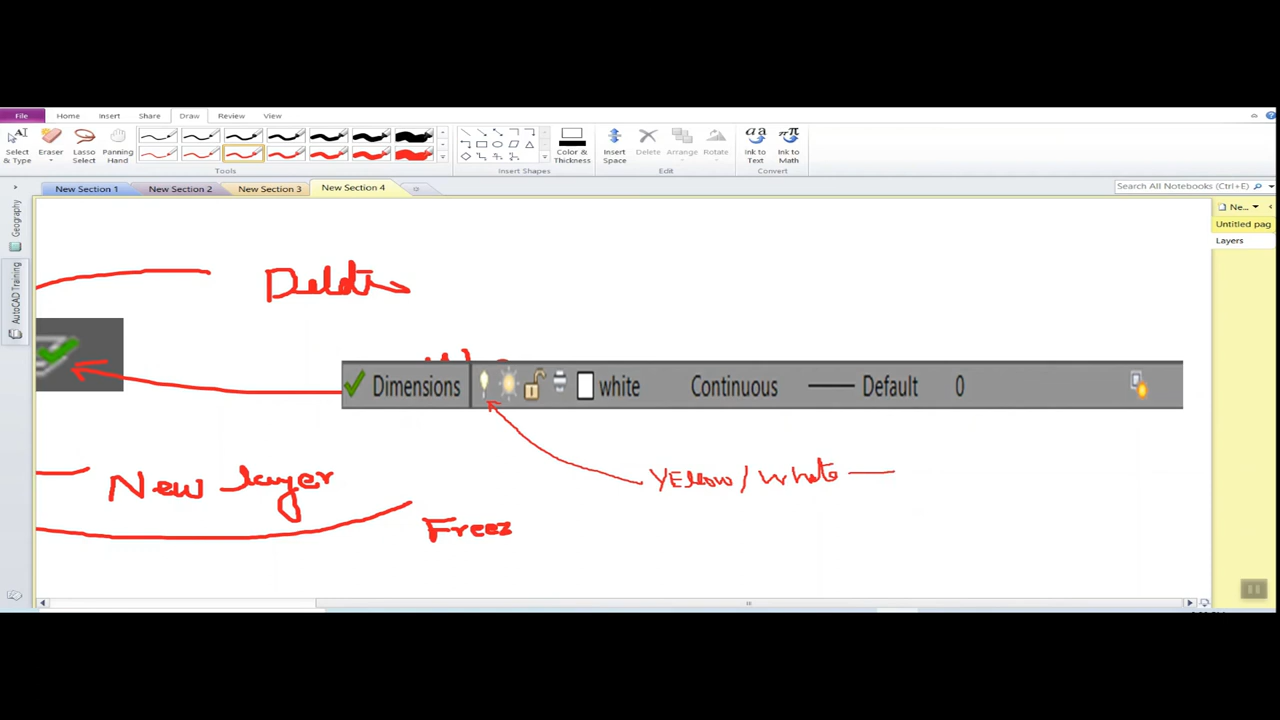 File Home Insert Share Draw Review View
Select & Type
Eraser
Lasso Select
Panning Hand
Color & Thickness
Insert Space
Delete
Arrange
Rotate
Ink to Text
Ink to Math
Tools
Insert Shapes
Edit
Convert
New Section 1 New Section 2 New Section 3 New Section 4
Search All Notebooks (Ctrl+E)
Geography
AutoCAD Training
Ne...
Untitled pag
Layers
Dimensions white Continuous Default 0
YEllow/White
New layer
Freez